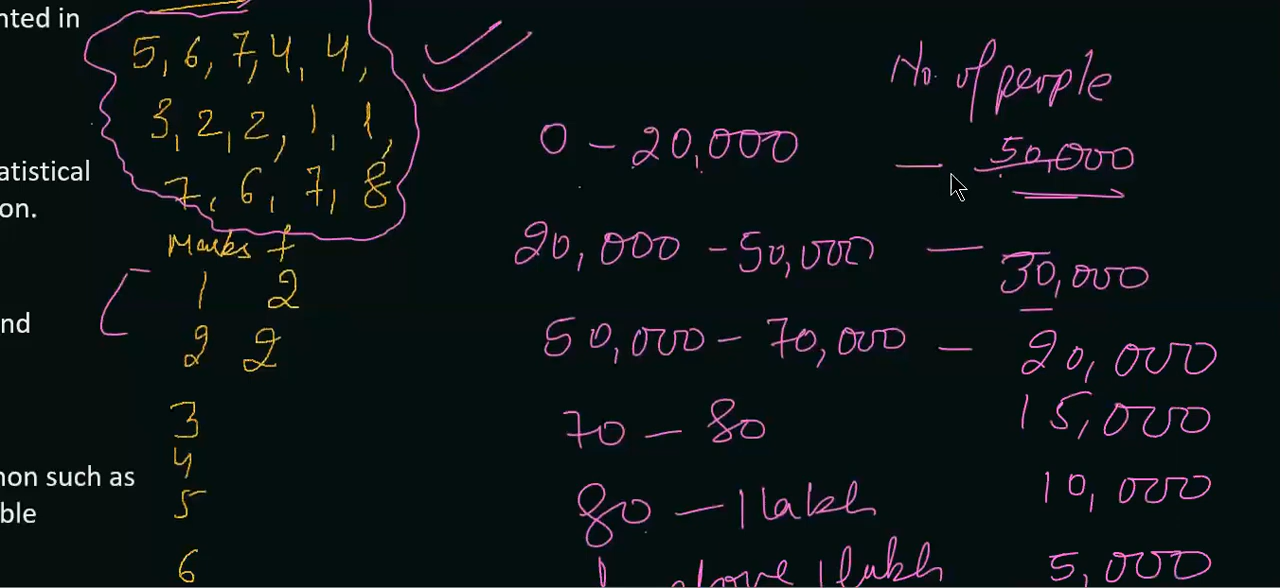 nted in
atistical
on.
nd
non such as
ble
5, 6, 7, 4, 4,
3, 2, 2, 1, 1,
7, 6, 7, 8
Marks f
1 2
2 2
3
4
5
6
No. of people
0 – 20,000 — 50,000
20,000 – 50,000 — 30,000
50,000 – 70,000 – 20,000
70 – 80 15,000
80 – 1 lakh 10,000
above 1 lakh 5,000